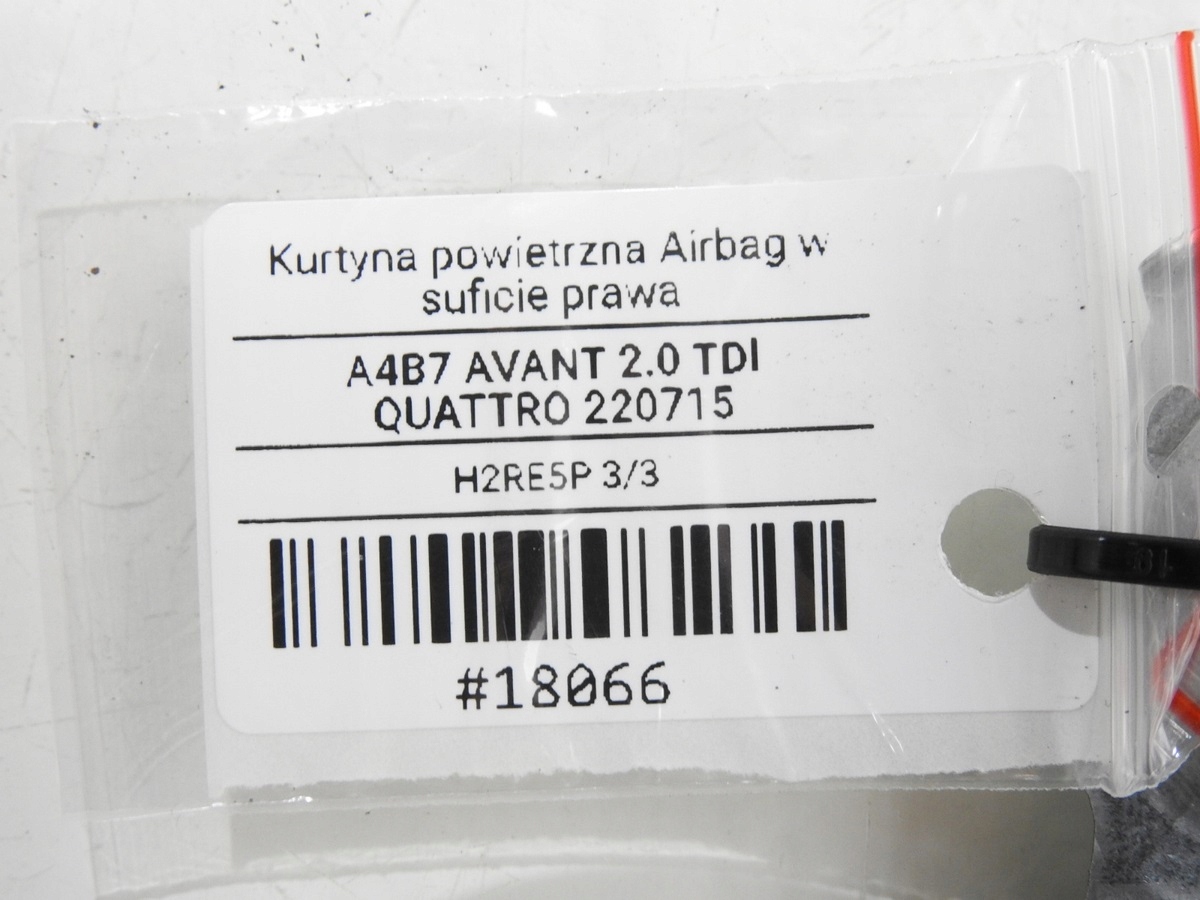 Kurtyna powietrzna Airbag w
suficie prawa
A4B7 AVANT 2.0 TDI
QUATTRO 220715
H2RE5P 3/3
#18066